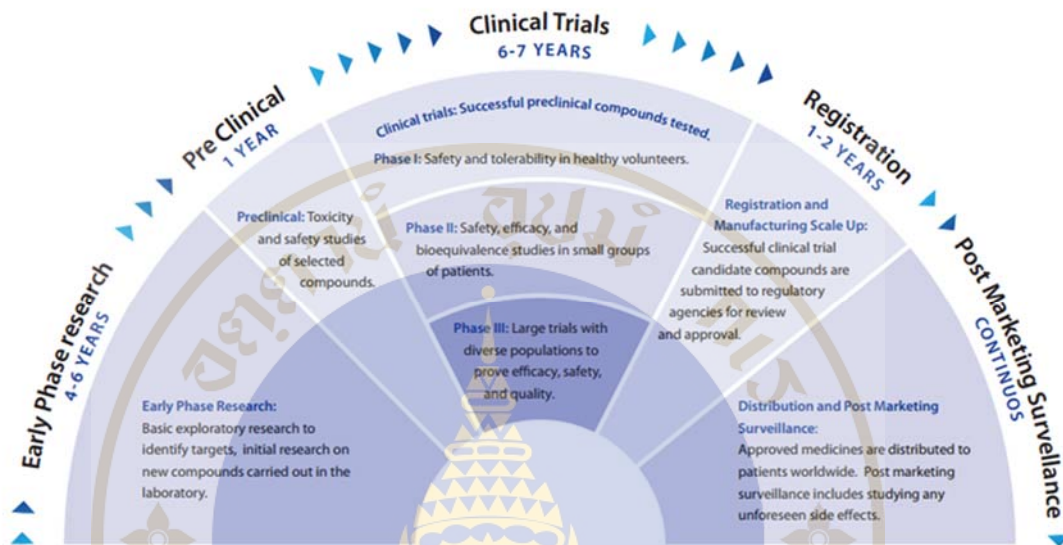 Early Phase research
4-6 YEARS
Early Phase Research:
Basic exploratory research to
identify targets, initial research on
new compounds carried out in the
laboratory.
Pre Clinical
1 YEAR
Preclinical: Toxicity
and safety studies
of selected
compounds.
Clinical Trials
6-7 YEARS
Clinical trials: Successful preclinical compounds tested.
Phase I: Safety and tolerability in healthy volunteers.
Phase II: Safety, efficacy, and
bioequivalence studies in small groups
of patients.
Phase III: Large trials with
diverse populations to
prove efficacy, safety,
and quality.
Registration
1-2 YEARS
Registration and
Manufacturing Scale Up:
Successful clinical trial
candidate compounds are
submitted to regulatory
agencies for review
and approval.
Post Marketing Survellance
CONTINUOS
Distribution and Post Marketing
Surveillance:
Approved medicines are distributed to
patients worldwide. Post marketing
surveillance includes studying any
unforeseen side effects.